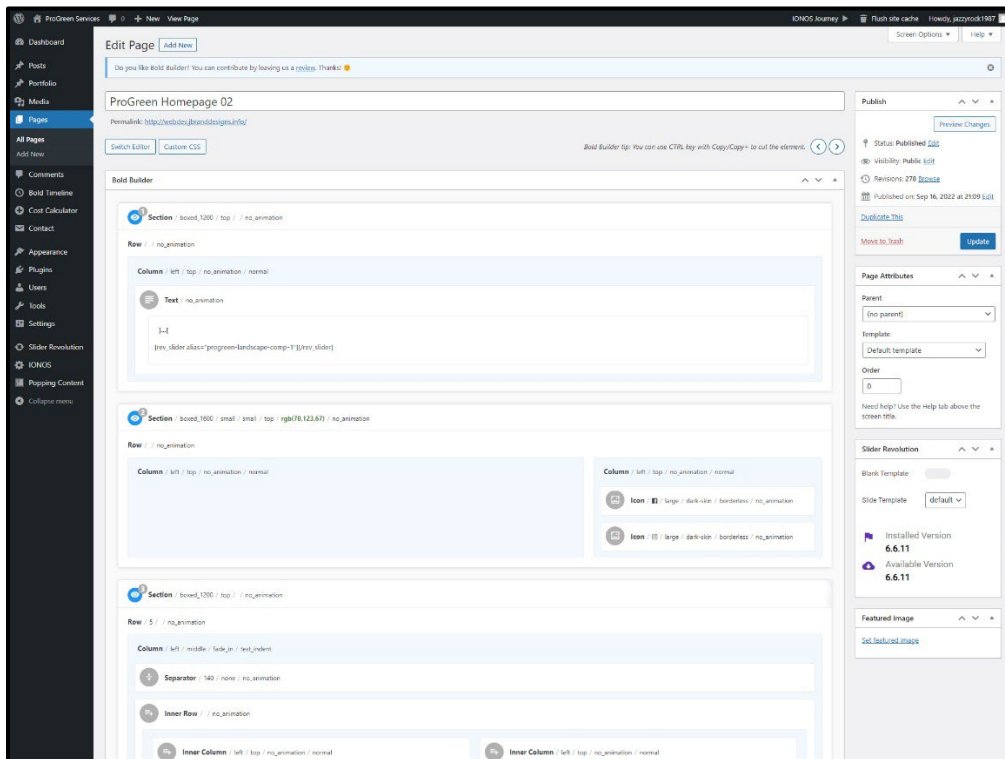 ProGreen Services 0 + New View Page IONOS Journey Flush site cache Howdy, jazzyrock1987
Screen Options Help
Dashboard
Posts
Portfolio
Media
Pages
All Pages
Add New
Comments
Bold Timeline
Cost Calculator
Contact
Appearance
Plugins
Users
Tools
Settings
Slider Revolution
IONOS
Popping Content
Collapse menu
Edit Page Add New
Do you like Bold Builder? You can contribute by leaving us a review. Thanks!
ProGreen Homepage 02
Permalink: http://website.jbranddesigns.info/
Switch Editor Custom CSS Bold Builder tip: You can use CTRL key with Copy/Copy+ to cut the element.
Bold Builder
1 Section / boxed_1200 / top / / no_animation
Row / / no_animation
Column / left / top / no_animation / normal
Text / no_animation
[rev_slider alias="progreen-landscape-comp-1"][/rev_slider]
2 Section / boxed_1600 / small / small / top / rgb(78,123,67) / no_animation
Row / / no_animation
Column / left / top / no_animation / normal
Column / left / top / no_animation / normal
Icon / / large / dark-skin / borderless / no_animation
Icon / / large / dark-skin / borderless / no_animation
3 Section / boxed_1200 / top / / no_animation
Row / 5 / / no_animation
Column / left / middle / fade_in / text_indent
Separator / 140 / none / no_animation
Inner Row / / no_animation
Inner Column / left / top / no_animation / normal
Inner Column / left / top / no_animation / normal
Publish
Preview Changes
Status: Published Edit
Visibility: Public Edit
Revisions: 278 Browse
Published on: Sep 16, 2022 at 21:09 Edit
Duplicate This
Move to Trash Update
Page Attributes
Parent
(no parent)
Template
Default template
Order
0
Need help? Use the Help tab above the
screen title.
Slider Revolution
Blank Template
Slide Template default
Installed Version
6.6.11
Available Version
6.6.11
Featured Image
Set featured image